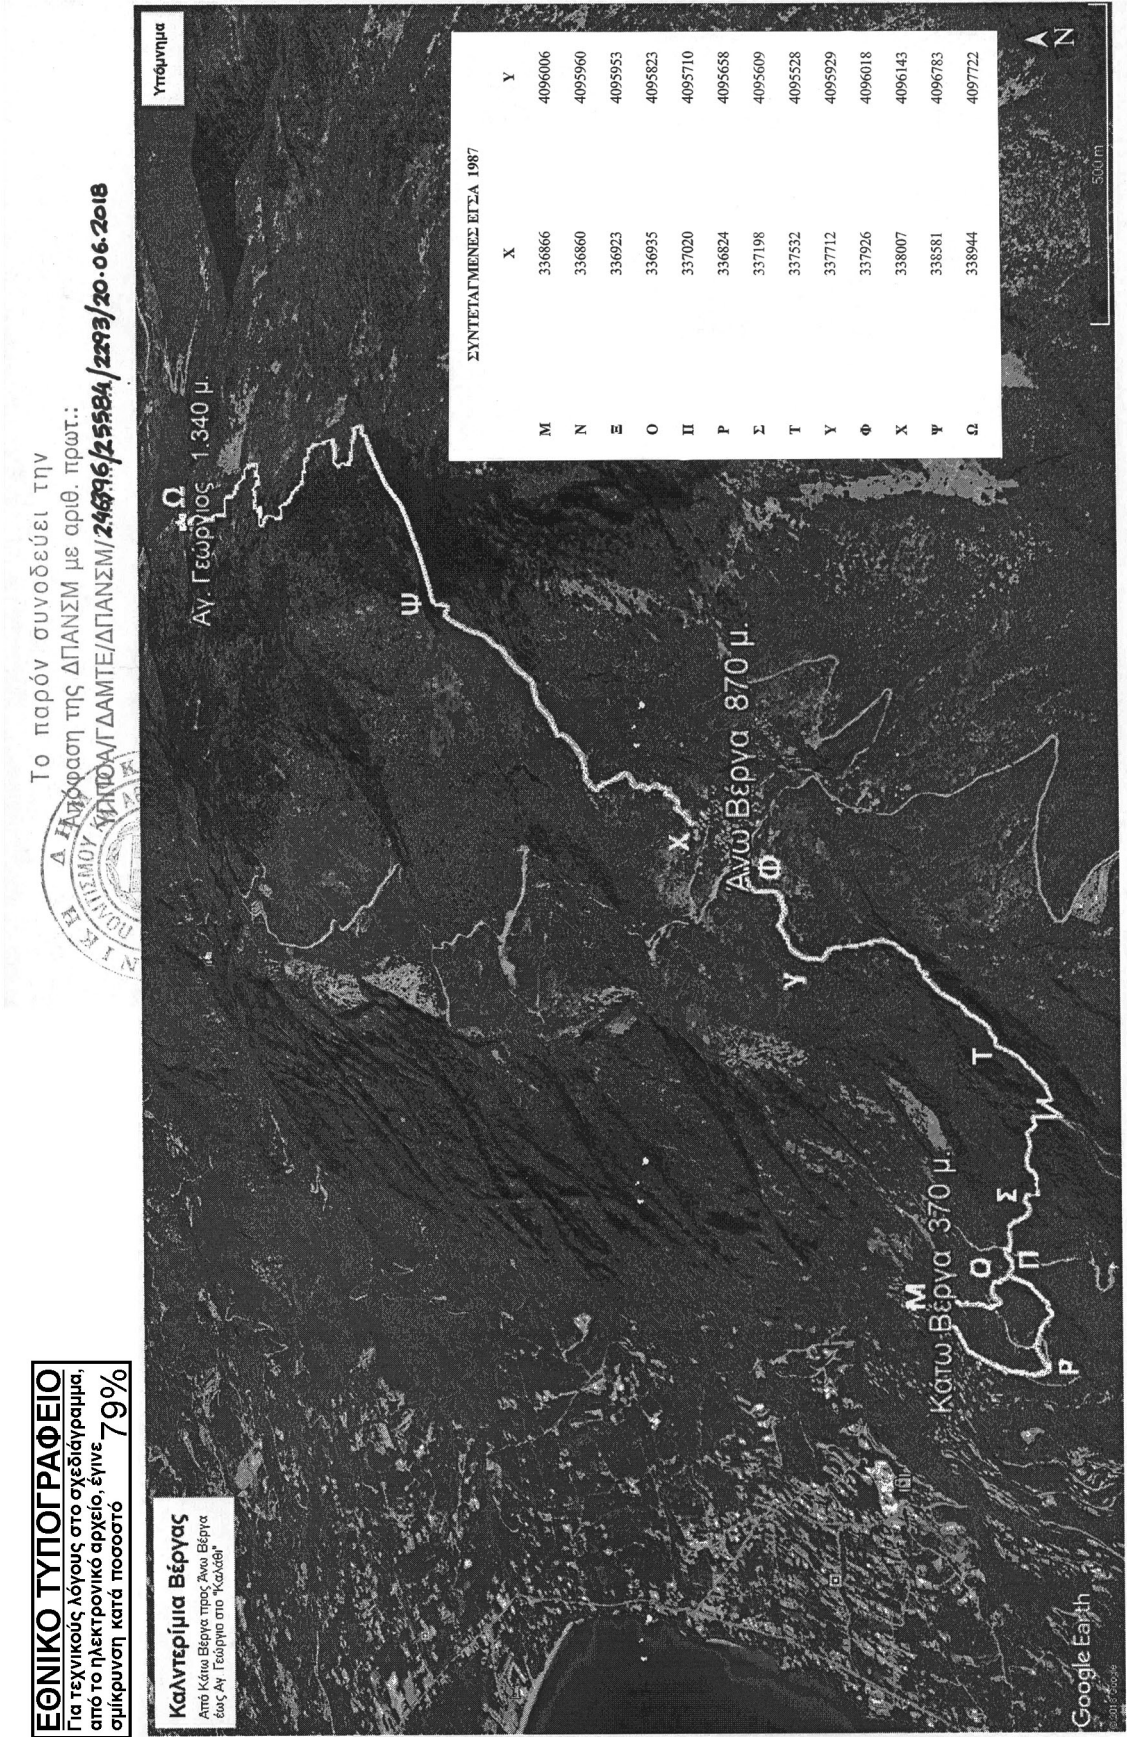 ΕΘΝΙΚΟ ΤΥΠΟΓΡΑΦΕΙΟ
Για τεχνικούς λόγους στο σχεδιάγραμμα,
από το ηλεκτρονικό αρχείο, έγινε
σμίκρυνση κατά ποσοστό 79%
Το παρόν συνοδεύει την
Απόφαση της ΔΠΑΝΣΜ με αριθ. πρωτ.:
ΥΠΠΟΑ/ΓΔΑΜΤΕ/ΔΠΑΝΣΜ/246796/25584/2293/20.06.2018
Καλντερίμια Βέργας
Από Κάτω Βέργα προς Άνω Βέργα
έως Αγ. Γεώργιο στο "Καλάθι"
Υπόμνημα
Ω
Αγ. Γεώργιος 1.340 μ.
Ψ
Χ
Άνω Βέργα 870 μ.
Φ
Υ
Τ
Σ
Κάτω Βέργα 370 μ.
Μ
Ο
Π
Ρ
ΣΥΝΤΕΤΑΓΜΕΝΕΣ ΕΓΣΑ 1987
Χ Υ
Μ 336866 4096006
Ν 336860 4095960
Ξ 336923 4095953
Ο 336935 4095823
Π 337020 4095710
Ρ 336824 4095658
Σ 337198 4095609
Τ 337532 4095528
Υ 337712 4095929
Φ 337926 4096018
Χ 338007 4096143
Ψ 338581 4096783
Ω 338944 4097722
N
500 m
Google Earth
© 2018 Google